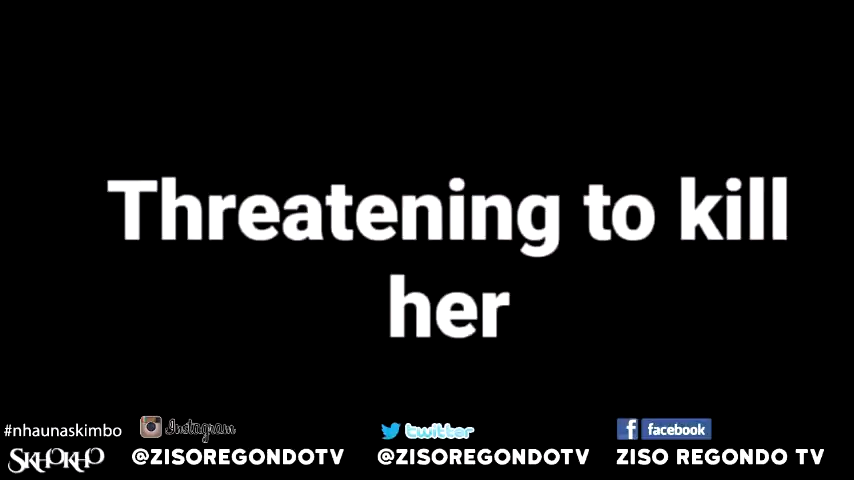 Threatening to kill
her
#nhaunaskimbo
Instagram
twitter
facebook
SKHOKHO
@ZISOREGONDOTV
@ZISOREGONDOTV
ZISO REGONDO TV